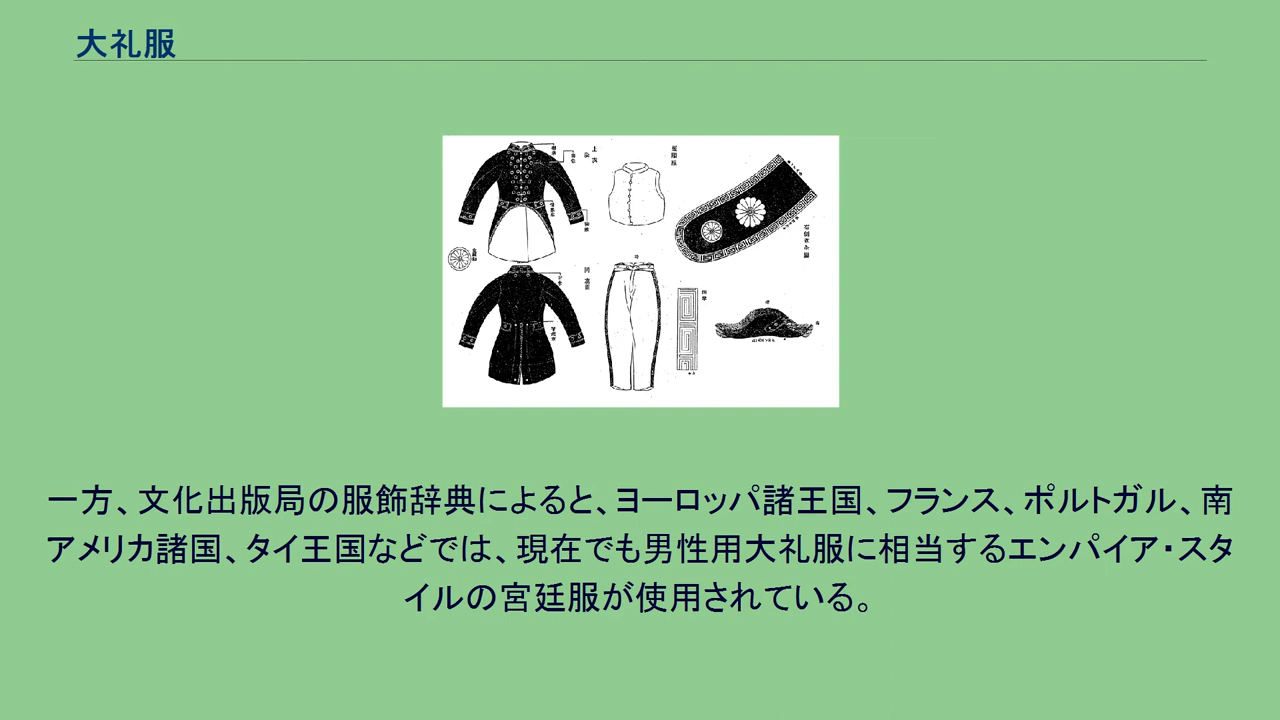 大礼服
一方、文化出版局の服飾辞典によると、ヨーロッパ諸王国、フランス、ポルトガル、南
アメリカ諸国、タイ王国などでは、現在でも男性用大礼服に相当するエンパイア・スタ
イルの宮廷服が使用されている。